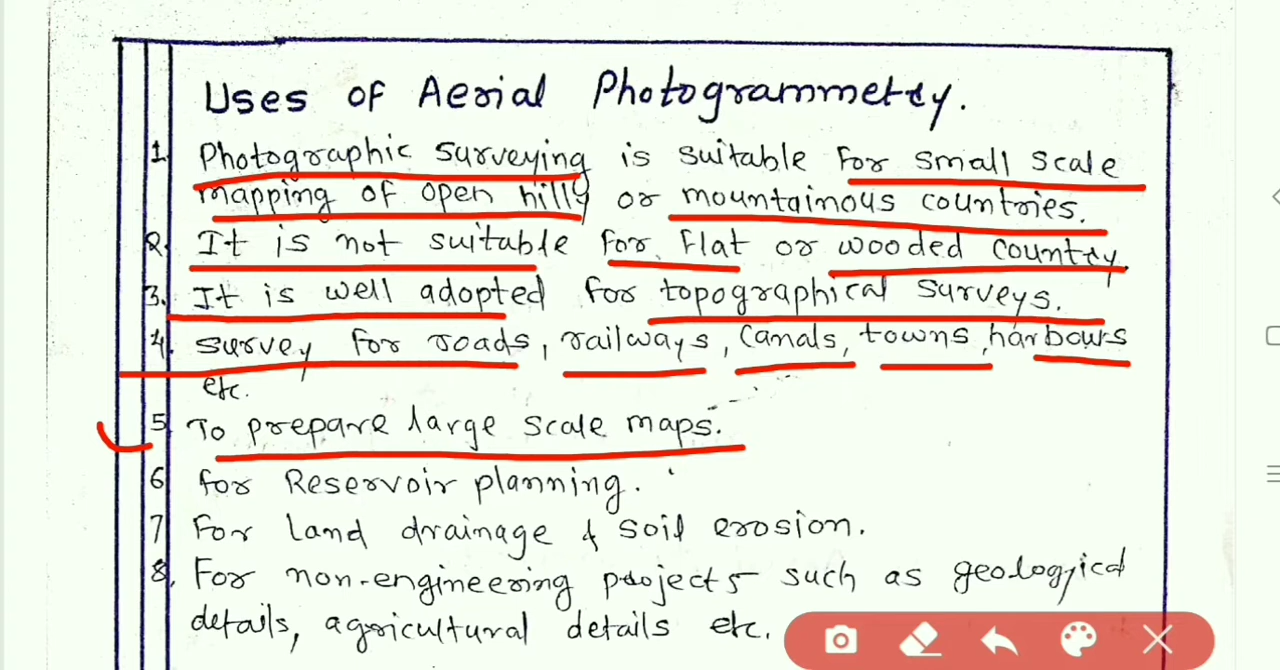 Uses of Aerial Photogrammetry.
1. Photographic surveying is suitable for small scale
mapping of open hilly or mountainous countries.
2. It is not suitable for flat or wooded country.
3. It is well adopted for topographical surveys.
4. survey for roads, railways, canals, towns, harbours
etc.
5. To prepare large scale maps.
6 for Reservoir planning.
7 For land drainage & soil erosion.
8. For non-engineering projects such as geological
details, agricultural details etc.